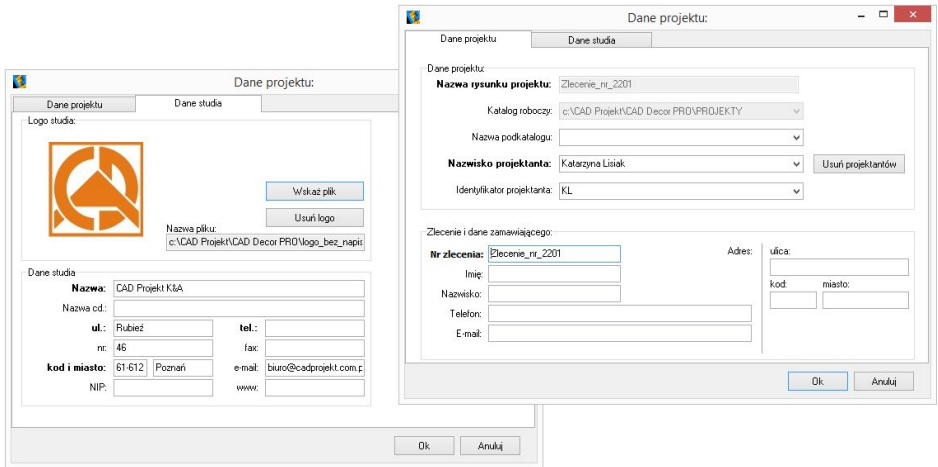 Dane projektu:
Dane projektu Dane studia
Logo studia:
Wskaż plik
Usuń logo
Nazwa pliku:
c:\CAD Projekt\CAD Decor PRO\logo_bez_napis
Dane studia
Nazwa: CAD Projekt K&A
Nazwa cd.:
ul.: Rubież tel.:
nr: 46 fax:
kod i miasto: 61-612 Poznań e-mail: biuro@cadprojekt.com.p
NIP: www:
Ok Anuluj
Dane projektu:
Dane projektu Dane studia
Dane projektu:
Nazwa rysunku projektu: Zlecenie_nr_2201
Katalog roboczy: c:\CAD Projekt\CAD Decor PRO\PROJEKTY
Nazwa podkatalogu:
Nazwisko projektanta: Katarzyna Lisiak Usuń projektantów
Identyfikator projektanta: KL
Zlecenie i dane zamawiającego:
Nr zlecenia: Zlecenie_nr_2201 Adres: ulica:
Imię:
kod: miasto:
Nazwisko:
Telefon:
E-mail:
Ok Anuluj